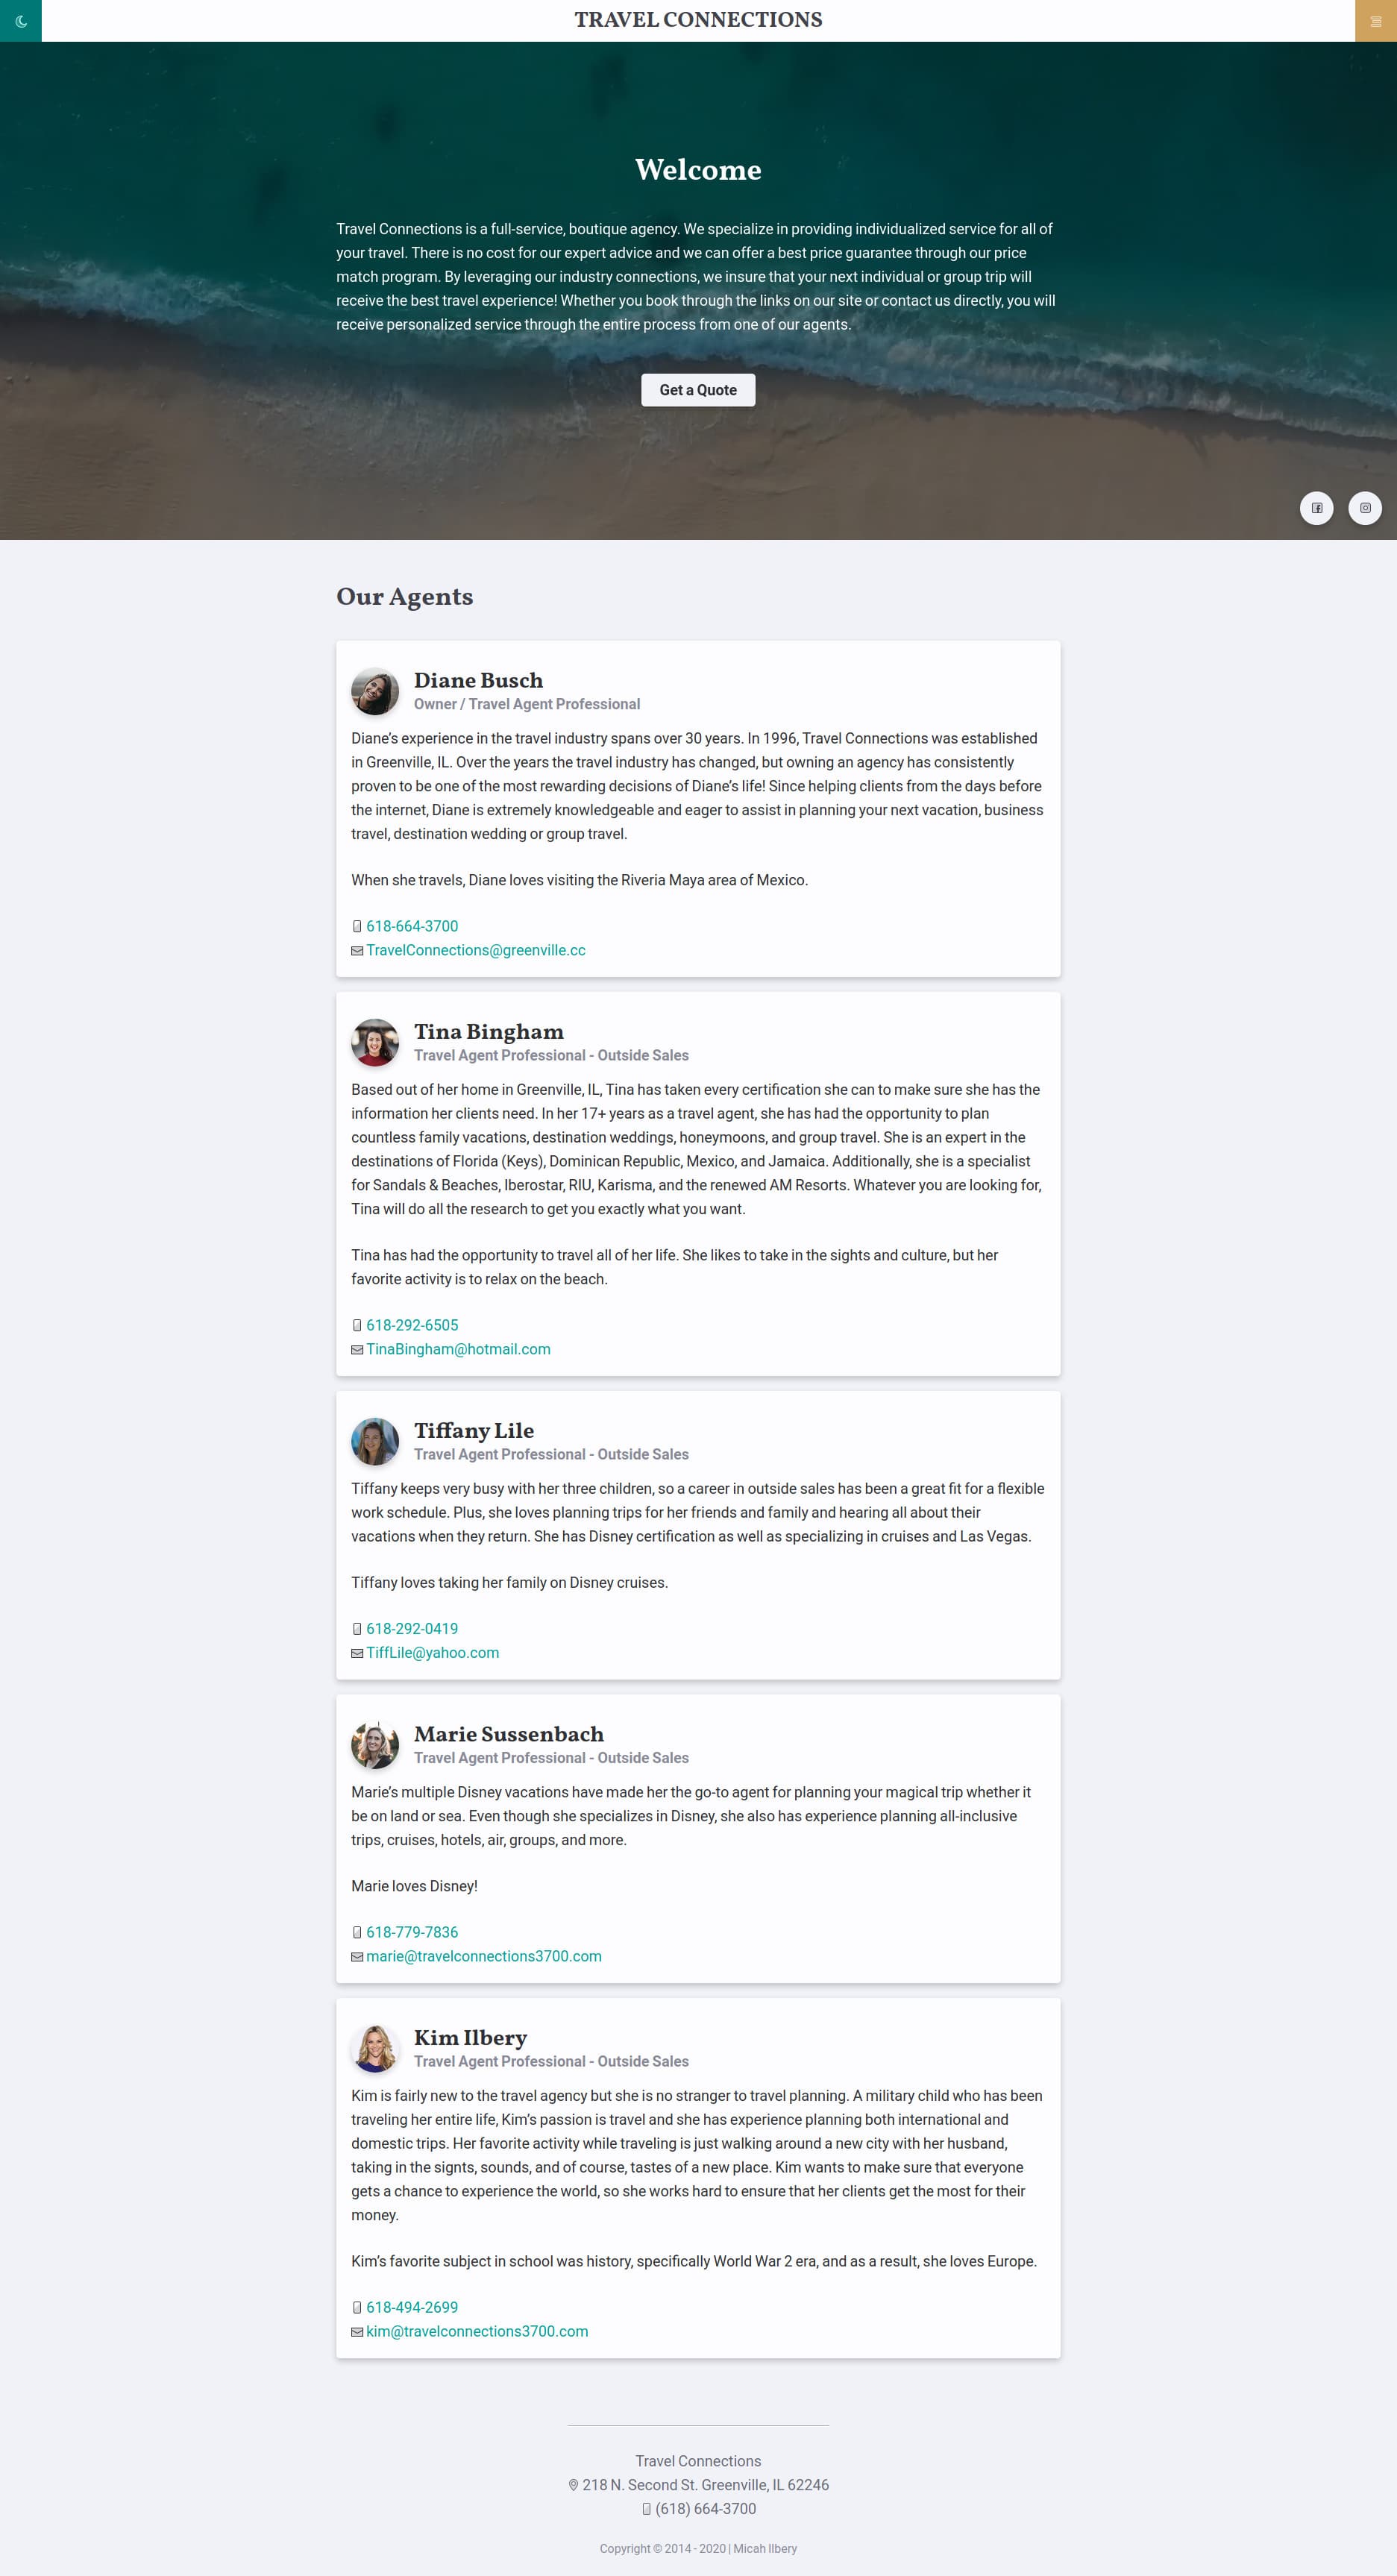 TRAVEL CONNECTIONS
Welcome
Travel Connections is a full-service, boutique agency. We specialize in providing individualized service for all of
your travel. There is no cost for our expert advice and we can offer a best price guarantee through our price
match program. By leveraging our industry connections, we insure that your next individual or group trip will
receive the best travel experience! Whether you book through the links on our site or contact us directly, you will
receive personalized service through the entire process from one of our agents.
Get a Quote
Our Agents
Diane Busch
Owner / Travel Agent Professional
Diane’s experience in the travel industry spans over 30 years. In 1996, Travel Connections was established
in Greenville, IL. Over the years the travel industry has changed, but owning an agency has consistently
proven to be one of the most rewarding decisions of Diane’s life! Since helping clients from the days before
the internet, Diane is extremely knowledgeable and eager to assist in planning your next vacation, business
travel, destination wedding or group travel.
When she travels, Diane loves visiting the Riveria Maya area of Mexico.
618-664-3700
TravelConnections@greenville.cc
Tina Bingham
Travel Agent Professional - Outside Sales
Based out of her home in Greenville, IL, Tina has taken every certification she can to make sure she has the
information her clients need. In her 17+ years as a travel agent, she has had the opportunity to plan
countless family vacations, destination weddings, honeymoons, and group travel. She is an expert in the
destinations of Florida (Keys), Dominican Republic, Mexico, and Jamaica. Additionally, she is a specialist
for Sandals & Beaches, Iberostar, RIU, Karisma, and the renewed AM Resorts. Whatever you are looking for,
Tina will do all the research to get you exactly what you want.
Tina has had the opportunity to travel all of her life. She likes to take in the sights and culture, but her
favorite activity is to relax on the beach.
618-292-6505
TinaBingham@hotmail.com
Tiffany Lile
Travel Agent Professional - Outside Sales
Tiffany keeps very busy with her three children, so a career in outside sales has been a great fit for a flexible
work schedule. Plus, she loves planning trips for her friends and family and hearing all about their
vacations when they return. She has Disney certification as well as specializing in cruises and Las Vegas.
Tiffany loves taking her family on Disney cruises.
618-292-0419
TiffLile@yahoo.com
Marie Sussenbach
Travel Agent Professional - Outside Sales
Marie’s multiple Disney vacations have made her the go-to agent for planning your magical trip whether it
be on land or sea. Even though she specializes in Disney, she also has experience planning all-inclusive
trips, cruises, hotels, air, groups, and more.
Marie loves Disney!
618-779-7836
marie@travelconnections3700.com
Kim Ilbery
Travel Agent Professional - Outside Sales
Kim is fairly new to the travel agency but she is no stranger to travel planning. A military child who has been
traveling her entire life, Kim’s passion is travel and she has experience planning both international and
domestic trips. Her favorite activity while traveling is just walking around a new city with her husband,
taking in the signts, sounds, and of course, tastes of a new place. Kim wants to make sure that everyone
gets a chance to experience the world, so she works hard to ensure that her clients get the most for their
money.
Kim’s favorite subject in school was history, specifically World War 2 era, and as a result, she loves Europe.
618-494-2699
kim@travelconnections3700.com
Travel Connections
218 N. Second St. Greenville, IL 62246
(618) 664-3700
Copyright © 2014 - 2020 | Micah Ilbery